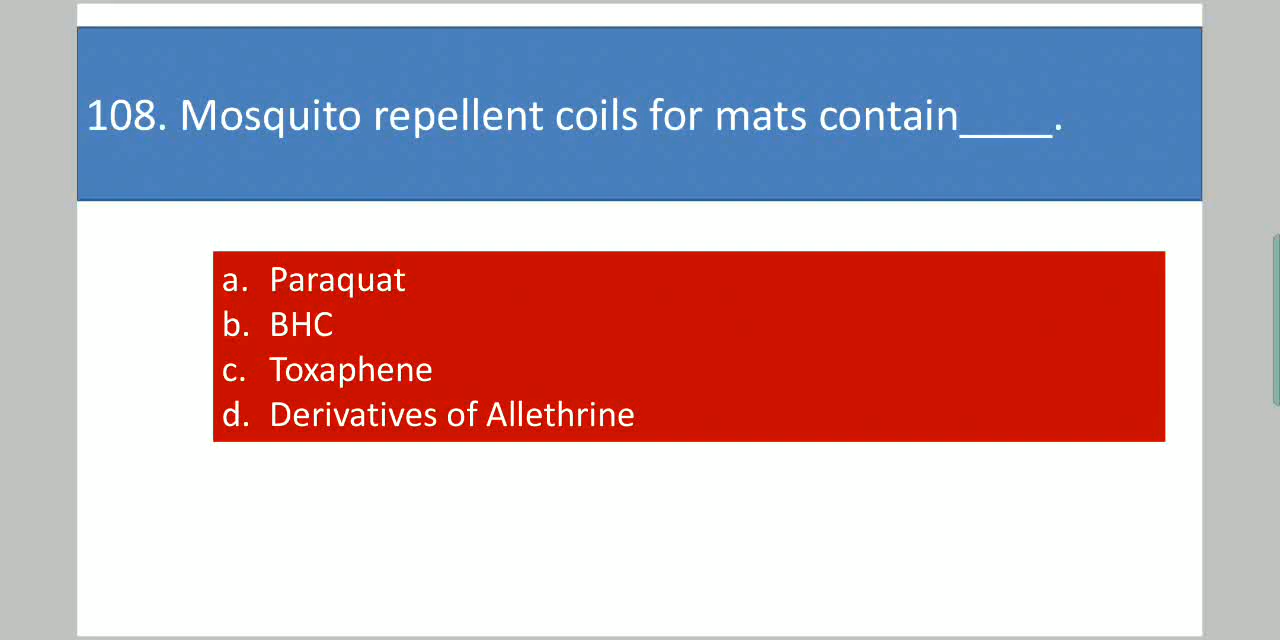 108. Mosquito repellent coils for mats contain____.
a. Paraquat
b. BHC
c. Toxaphene
d. Derivatives of Allethrine